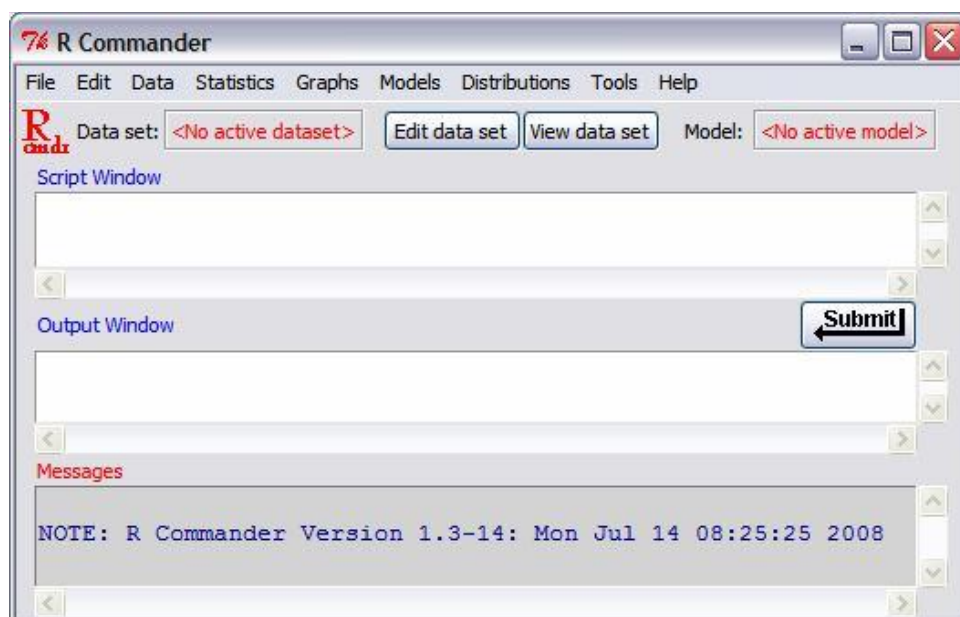 R Commander
File Edit Data Statistics Graphs Models Distributions Tools Help
R cmdr Data set: <No active dataset> Edit data set View data set Model: <No active model>
Script Window
Output Window
Submit
Messages
NOTE: R Commander Version 1.3-14: Mon Jul 14 08:25:25 2008